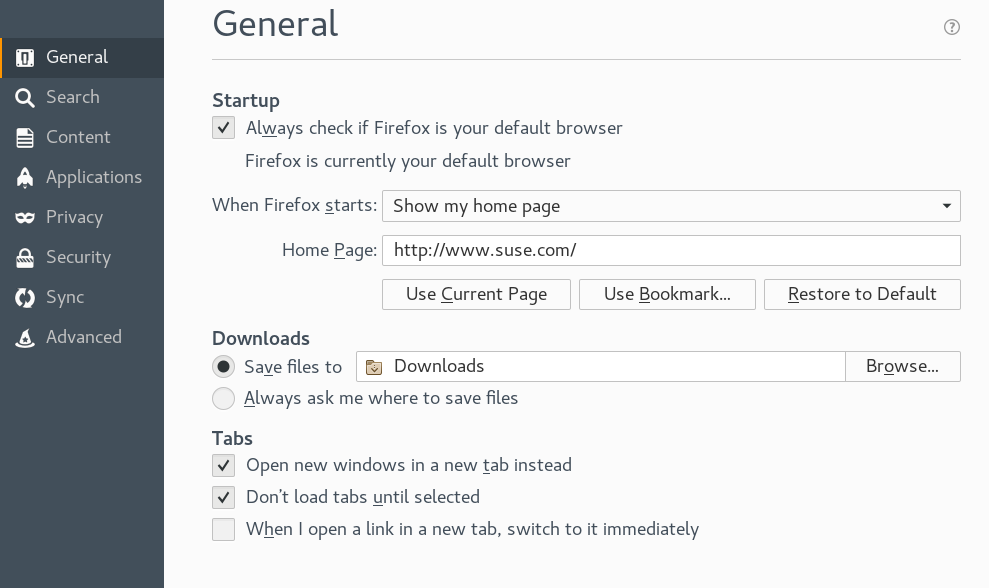 General
General
Search
Content
Applications
Privacy
Security
Sync
Advanced
Startup
Always check if Firefox is your default browser
Firefox is currently your default browser
When Firefox starts: Show my home page
Home Page: http://www.suse.com/
Use Current Page Use Bookmark... Restore to Default
Downloads
Save files to Downloads Browse...
Always ask me where to save files
Tabs
Open new windows in a new tab instead
Don't load tabs until selected
When I open a link in a new tab, switch to it immediately